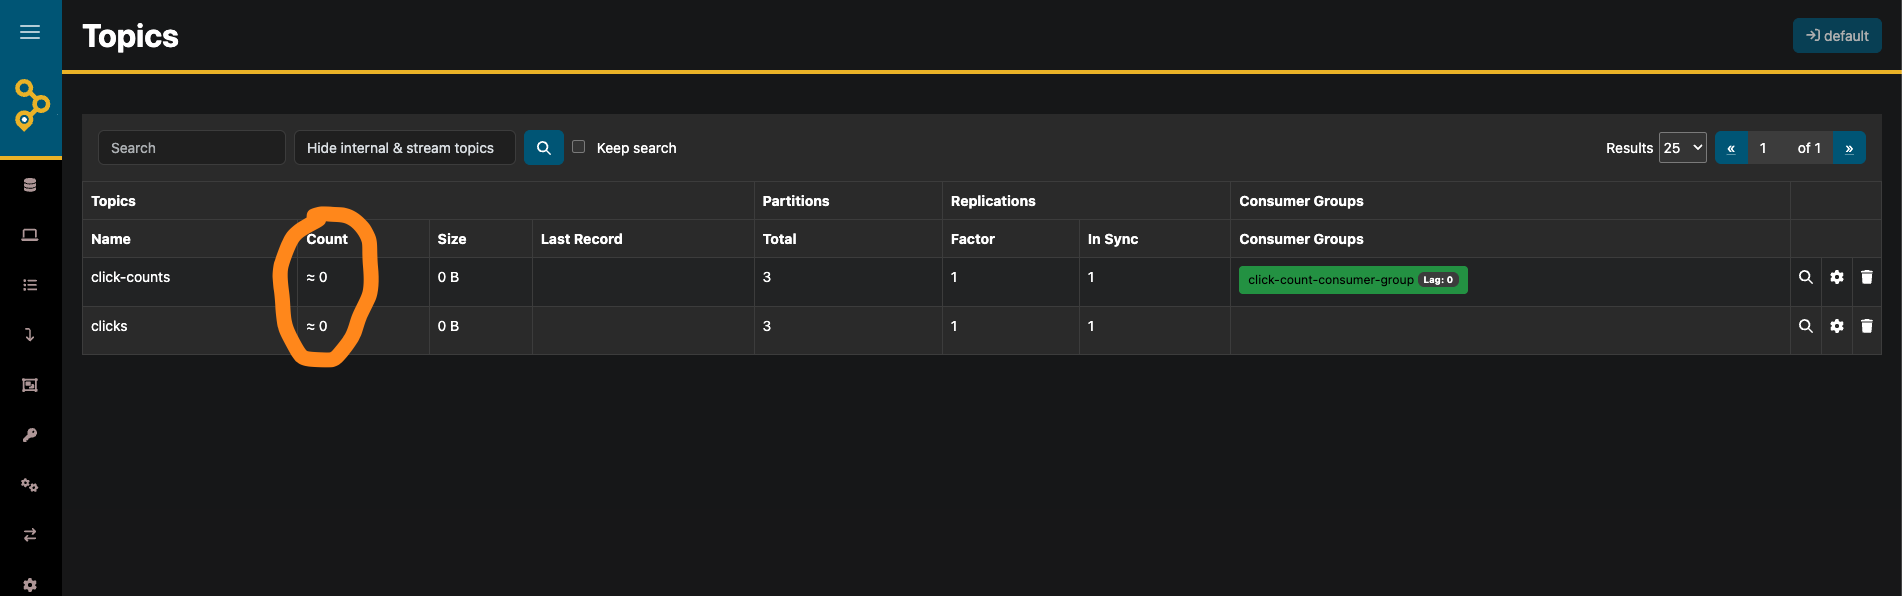 Topics
default
Search Hide internal & stream topics Keep search Results 25 « 1 of 1 »
Topics Partitions Replications Consumer Groups
Name Count Size Last Record Total Factor In Sync Consumer Groups
click-counts ≈ 0 0 B 3 1 1 click-count-consumer-group Lag: 0
clicks ≈ 0 0 B 3 1 1